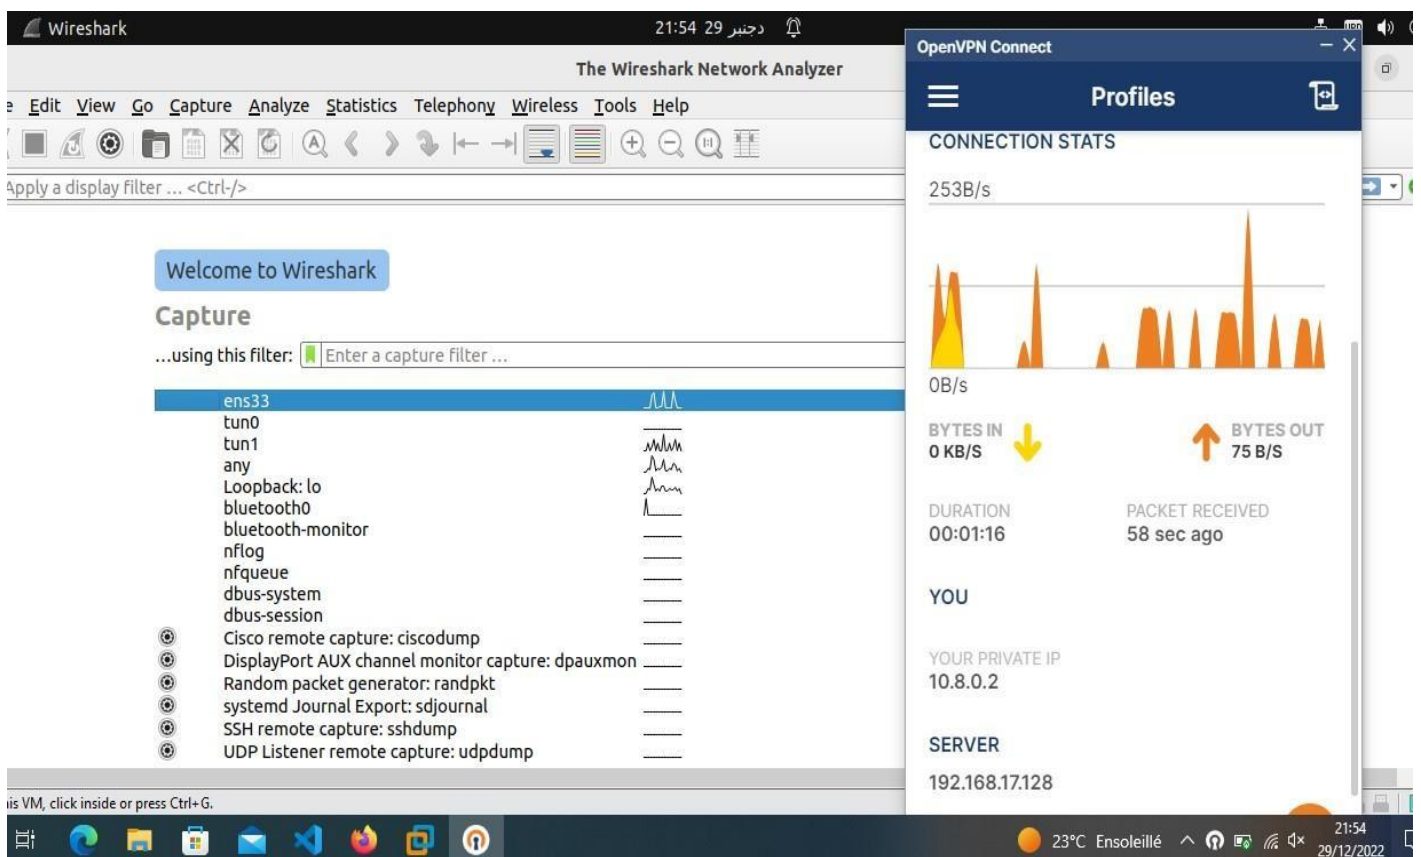 Wireshark
21:54 29 دجنبر
The Wireshark Network Analyzer
Edit View Go Capture Analyze Statistics Telephony Wireless Tools Help
Apply a display filter ... <Ctrl-/>
Welcome to Wireshark
Capture
...using this filter: Enter a capture filter ...
ens33
tun0
tun1
any
Loopback: lo
bluetooth0
bluetooth-monitor
nflog
nfqueue
dbus-system
dbus-session
Cisco remote capture: ciscodump
DisplayPort AUX channel monitor capture: dpauxmon
Random packet generator: randpkt
systemd Journal Export: sdjournal
SSH remote capture: sshdump
UDP Listener remote capture: udpdump
VM, click inside or press Ctrl+G.
OpenVPN Connect
Profiles
CONNECTION STATS
253B/s
0B/s
BYTES IN
0 KB/S
BYTES OUT
75 B/S
DURATION
00:01:16
PACKET RECEIVED
58 sec ago
YOU
YOUR PRIVATE IP
10.8.0.2
SERVER
192.168.17.128
23°C Ensoleillé
21:54
29/12/2022